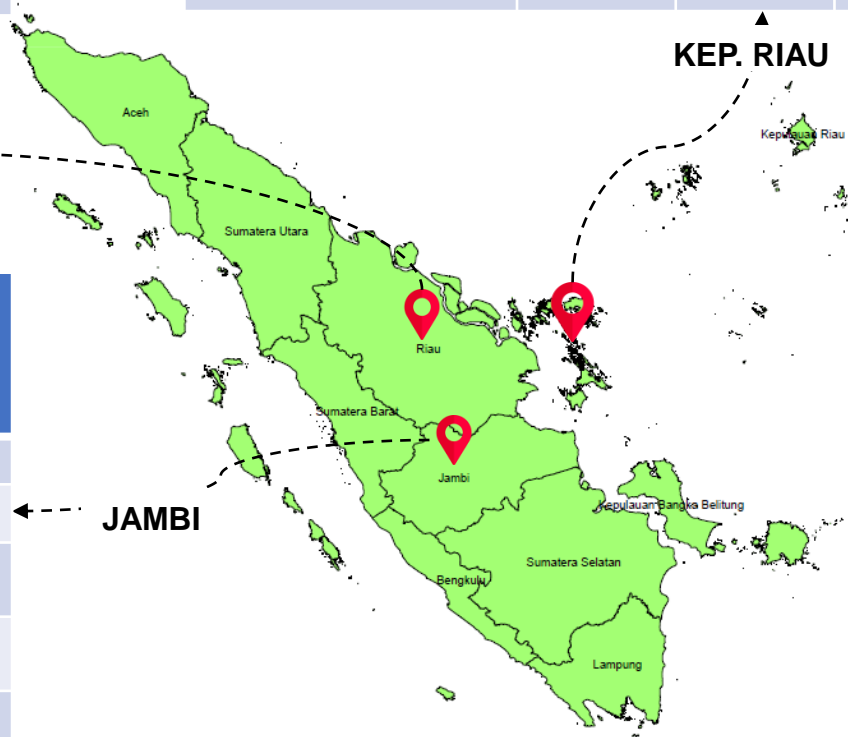 KEP. RIAU
Aceh
Kepulauan Riau
Sumatera Utara
Riau
Sumatera Barat
Jambi
JAMBI
Kepulauan Bangka Belitung
Sumatera Selatan
Bengkulu
Lampung